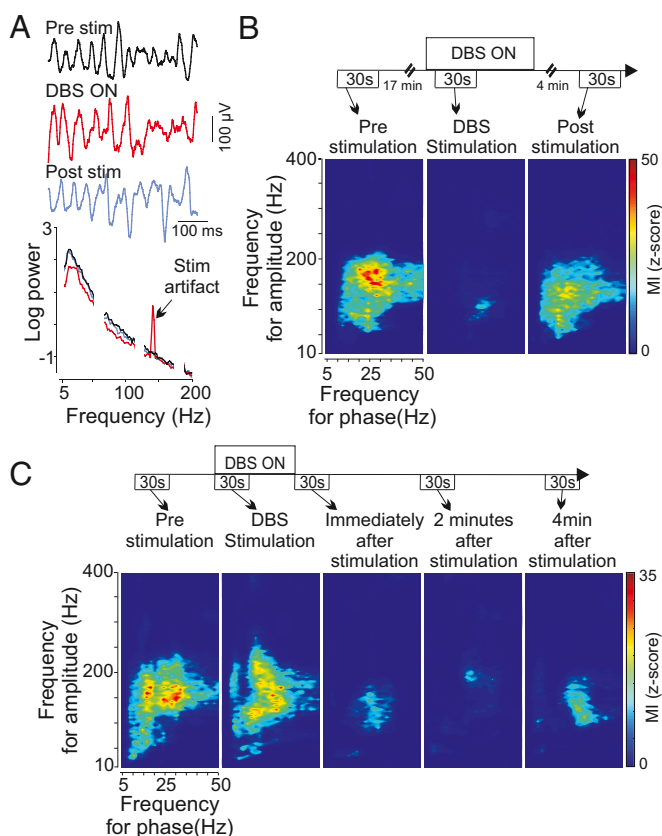 A
Pre stim
DBS ON
100 µV
Post stim
100 ms
3
Log power
-1
Stim
artifact
5
100
200
Frequency (Hz)
B
DBS ON
30s
17 min
30s
4 min
30s
Pre
stimulation
DBS
Stimulation
Post
stimulation
400
200
10
Frequency
for amplitude (Hz)
5
25
50
Frequency
for phase(Hz)
50
0
MI (z-score)
C
DBS ON
30s
30s
30s
30s
30s
Pre
stimulation
DBS
Stimulation
Immediately
after
stimulation
2 minutes
after
stimulation
4min
after
stimulation
400
200
10
Frequency
for amplitude (Hz)
5
25
50
Frequency
for phase(Hz)
35
0
MI (z-score)